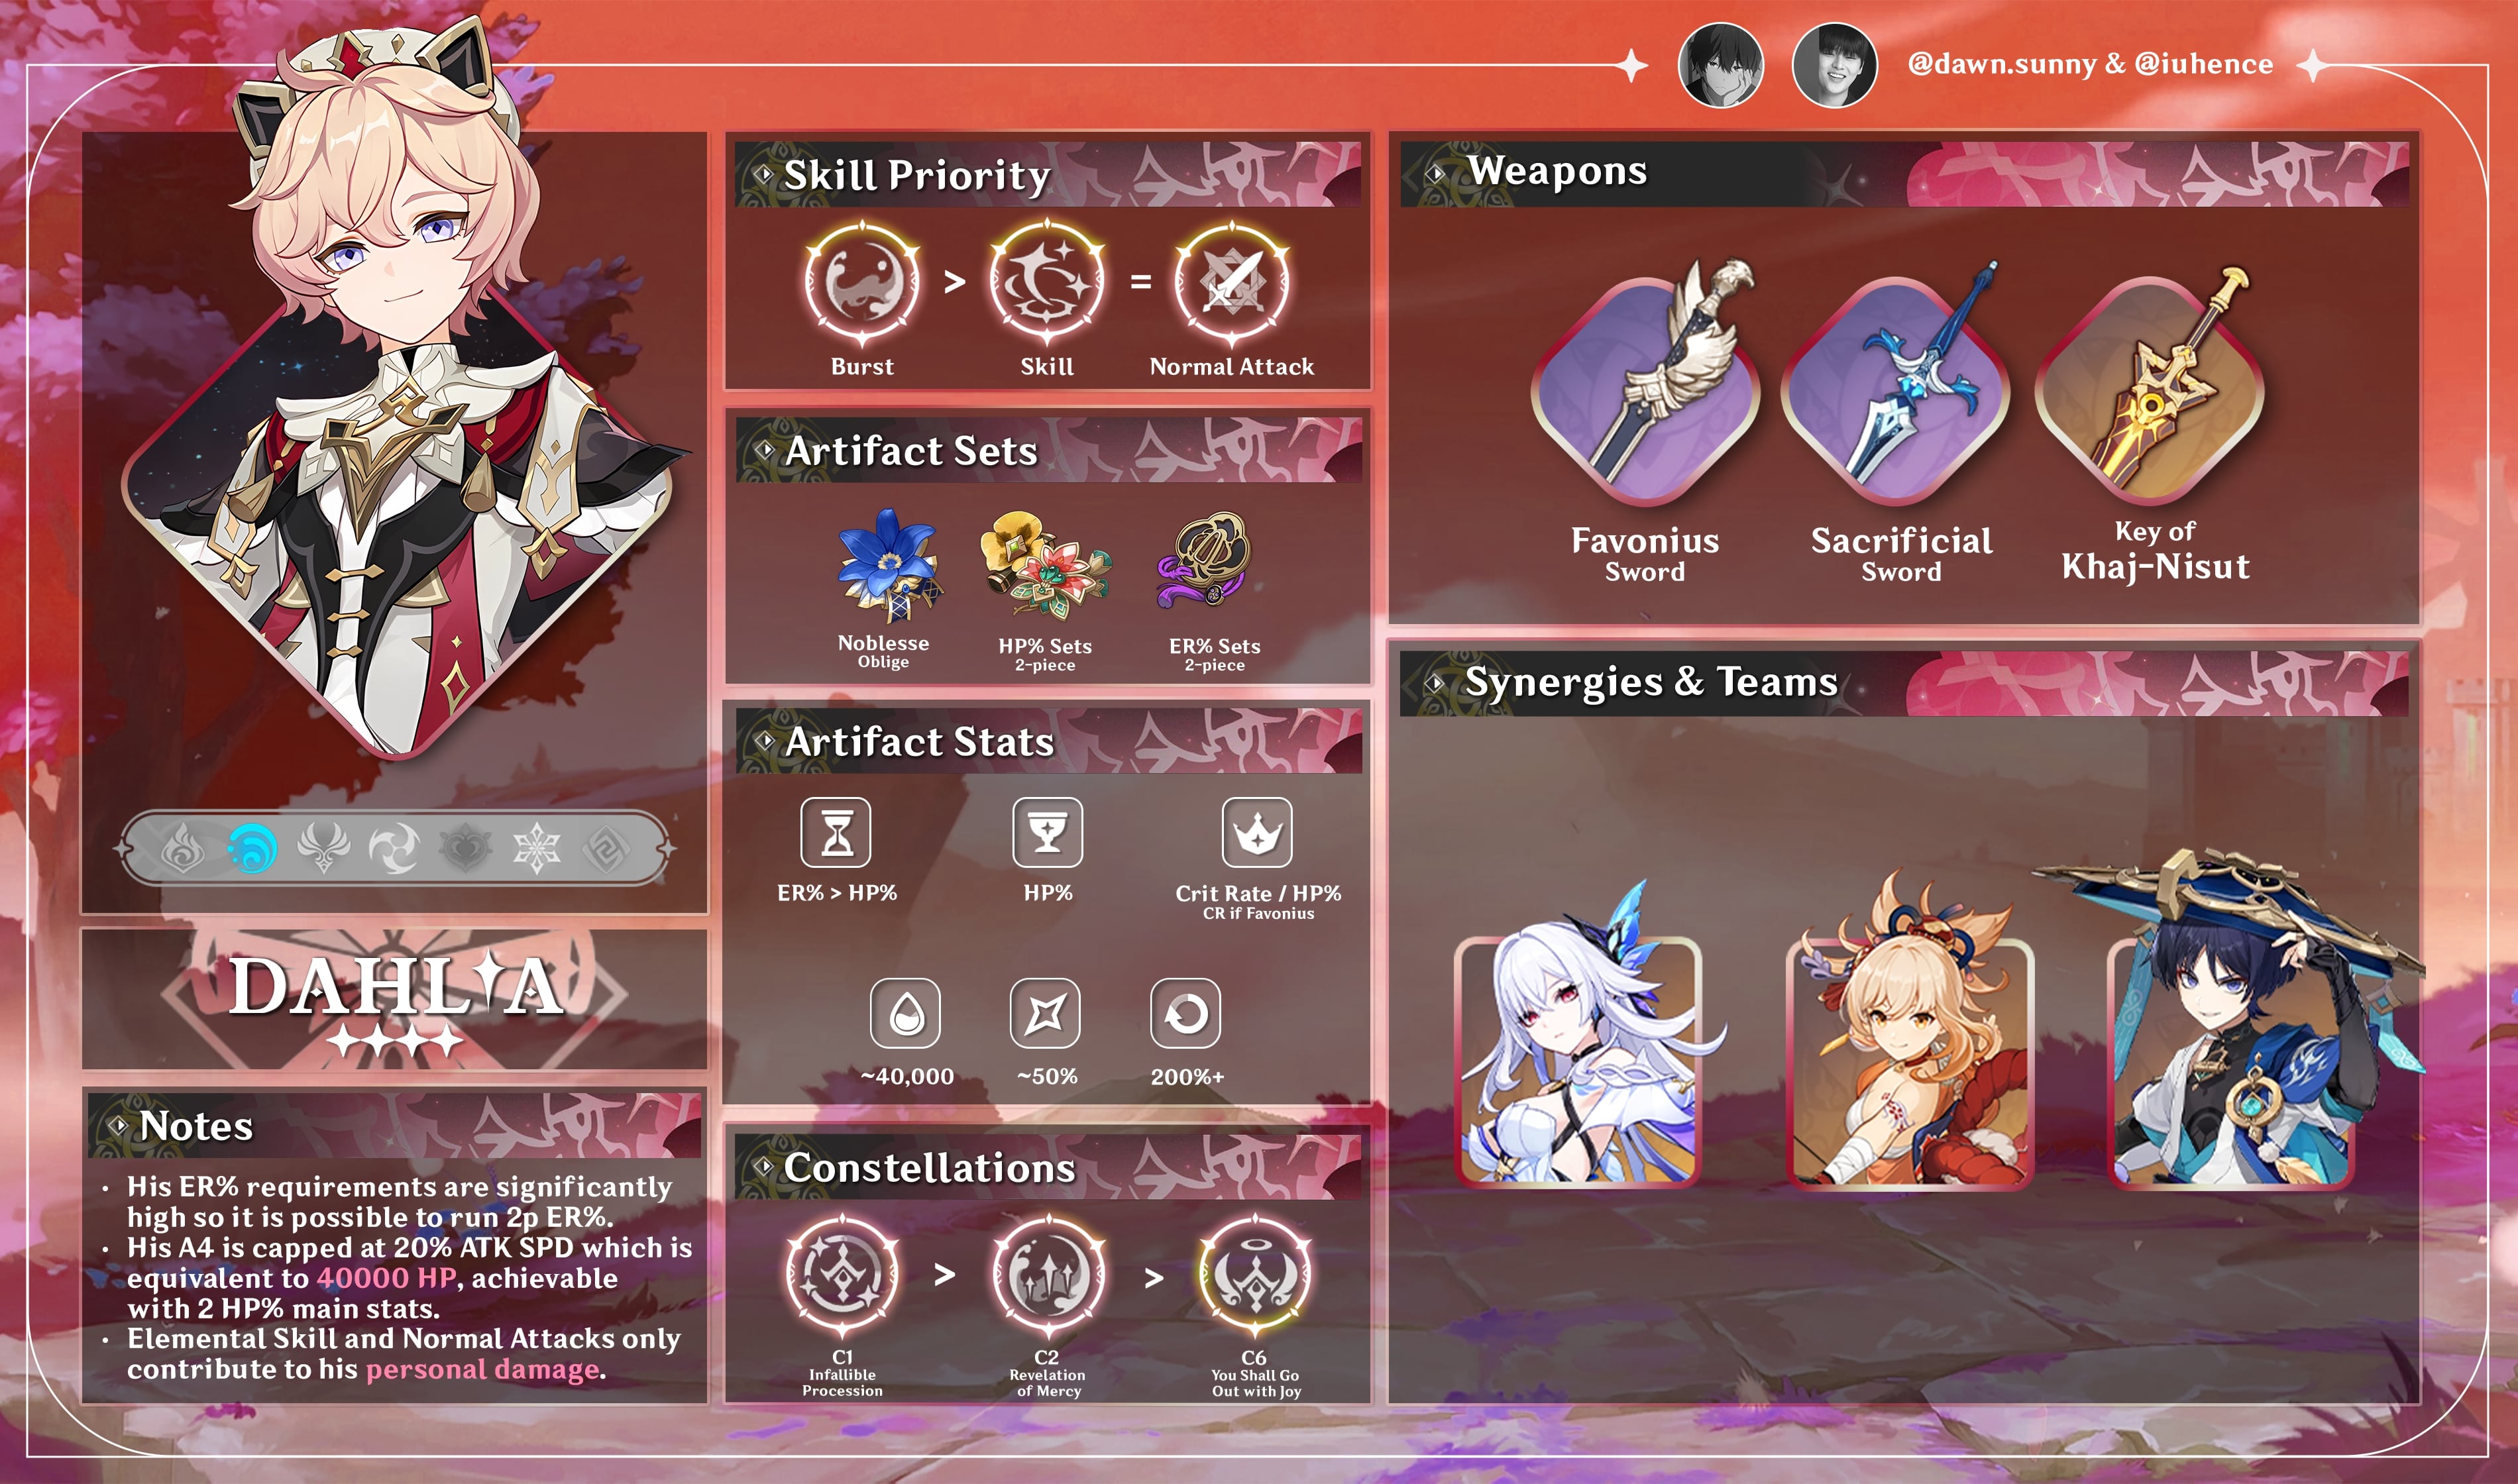 @dawn.sunny & @iuhence
DAHLIA
Notes
• His ER% requirements are significantly
high so it is possible to run 2p ER%.
• His A4 is capped at 20% ATK SPD which is
equivalent to 40000 HP, achievable
with 2 HP% main stats.
• Elemental Skill and Normal Attacks only
contribute to his personal damage.
Skill Priority
> =
Burst Skill Normal Attack
Artifact Sets
Noblesse HP% Sets ER% Sets
Oblige 2-piece 2-piece
Artifact Stats
ER% > HP% HP% Crit Rate / HP%
CR if Favonius
~40,000 ~50% 200%+
Constellations
> >
C1 C2 C6
Infallible Revelation You Shall Go
Procession of Mercy Out with Joy
Weapons
Favonius Sacrificial Key of
Sword Sword Khaj-Nisut
Synergies & Teams